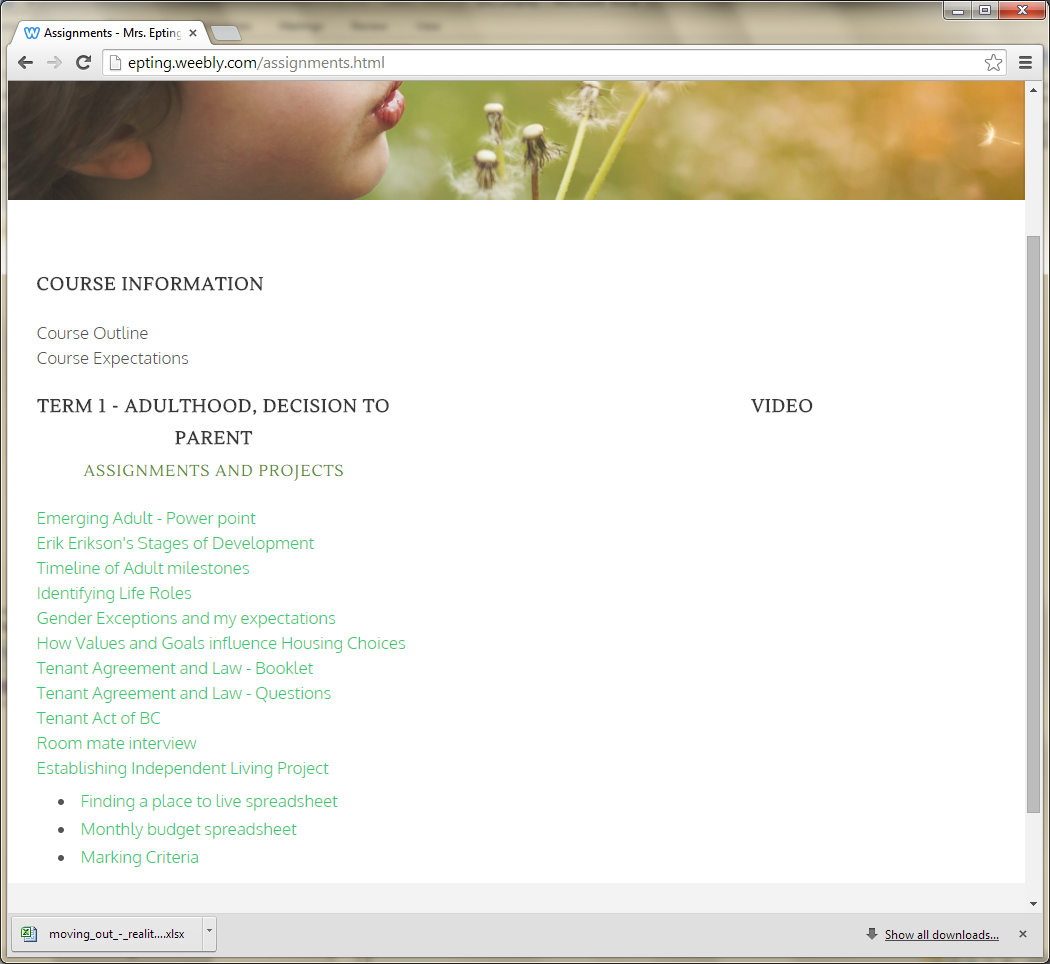 Assignments - Mrs. Epting
epting.weebly.com/assignments.html
COURSE INFORMATION
Course Outline
Course Expectations
TERM 1 - ADULTHOOD, DECISION TO
PARENT
ASSIGNMENTS AND PROJECTS
VIDEO
Emerging Adult - Power point
Erik Erikson's Stages of Development
Timeline of Adult milestones
Identifying Life Roles
Gender Exceptions and my expectations
How Values and Goals influence Housing Choices
Tenant Agreement and Law - Booklet
Tenant Agreement and Law - Questions
Tenant Act of BC
Room mate interview
Establishing Independent Living Project
Finding a place to live spreadsheet
Monthly budget spreadsheet
Marking Criteria
moving_out_-_realit....xlsx
Show all downloads...